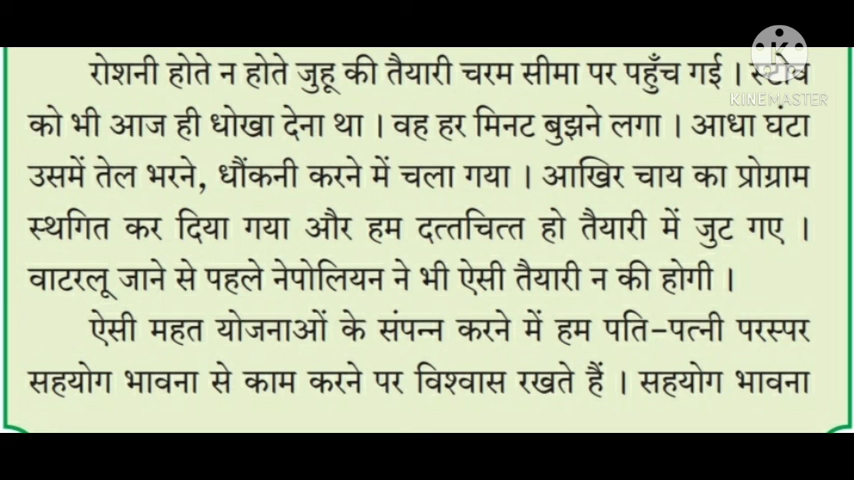 रोशनी होते न होते जुहू की तैयारी चरम सीमा पर पहुँच गई । स्टोव
KINEMASTER
को भी आज ही धोखा देना था । वह हर मिनट बुझने लगा । आधा घंटा
उसमें तेल भरने, धौंकनी करने में चला गया । आखिर चाय का प्रोग्राम
स्थगित कर दिया गया और हम दत्तचित्त हो तैयारी में जुट गए ।
वाटरलू जाने से पहले नेपोलियन ने भी ऐसी तैयारी न की होगी ।
ऐसी महत योजनाओं के संपन्न करने में हम पति-पत्नी परस्पर
सहयोग भावना से काम करने पर विश्वास रखते हैं । सहयोग भावना